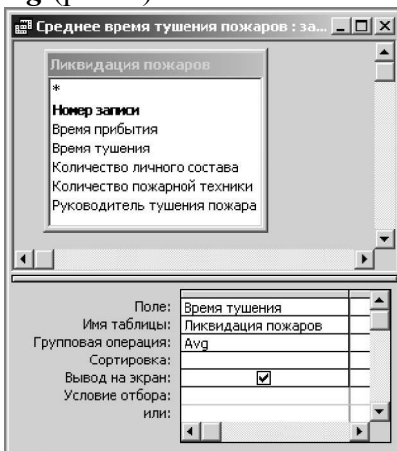 Среднее время тушения пожаров : за...
Ликвидация пожаров
*
Номер записи
Время прибытия
Время тушения
Количество личного состава
Количество пожарной техники
Руководитель тушения пожара
Поле: Время тушения
Имя таблицы: Ликвидация пожаров
Групповая операция: Avg
Сортировка:
Вывод на экран:
Условие отбора:
или: